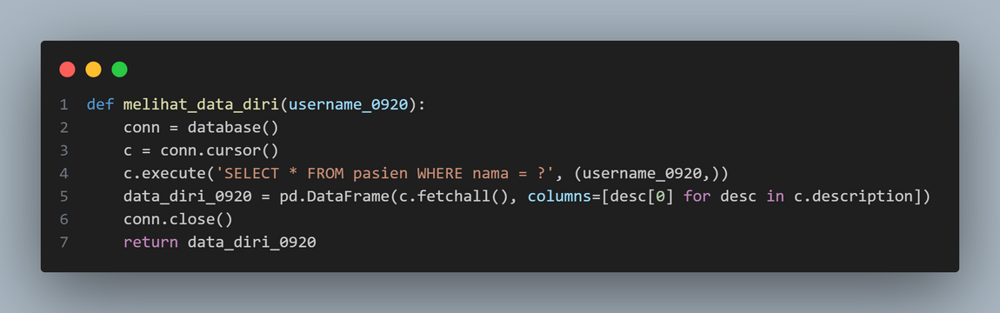 1 def melihat_data_diri(username_0920):
2     conn = database()
3     c = conn.cursor()
4     c.execute('SELECT * FROM pasien WHERE nama = ?', (username_0920,))
5     data_diri_0920 = pd.DataFrame(c.fetchall(), columns=[desc[0] for desc in c.description])
6     conn.close()
7     return data_diri_0920